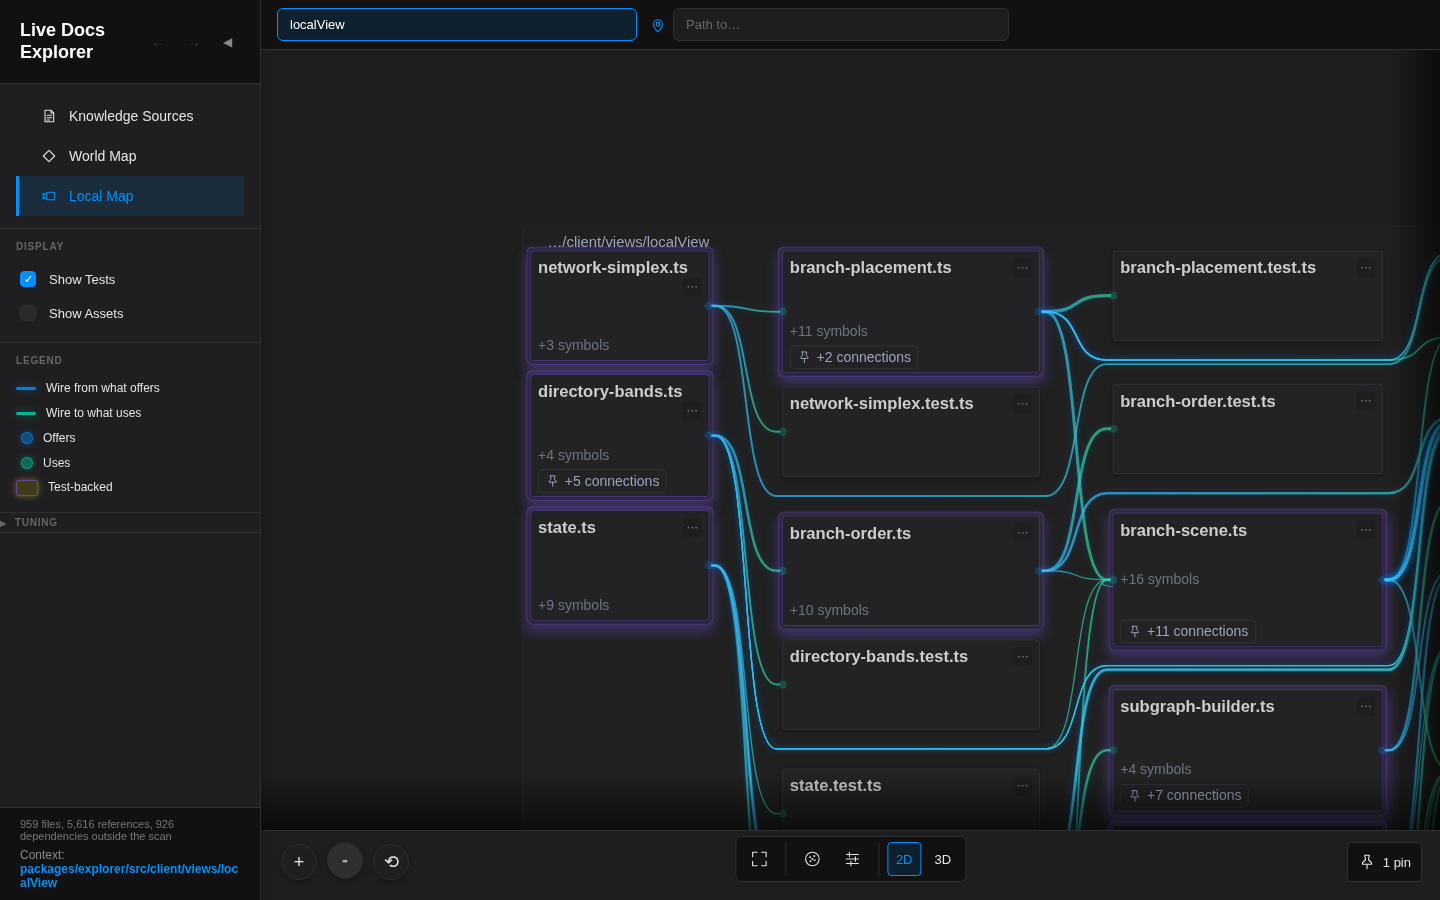 Live Docs
Explorer
Knowledge Sources
World Map
Local Map
DISPLAY
Show Tests
Show Assets
LEGEND
Wire from what offers
Wire to what uses
Offers
Uses
Test-backed
TUNING
959 files, 5,616 references, 926
dependencies outside the scan
Context:
packages/explorer/src/client/views/loc
alView
localView
Path to…
…/client/views/localView
network-simplex.ts
+3 symbols
directory-bands.ts
+4 symbols
+5 connections
state.ts
+9 symbols
branch-placement.ts
+11 symbols
+2 connections
network-simplex.test.ts
branch-order.ts
+10 symbols
directory-bands.test.ts
state.test.ts
branch-placement.test.ts
branch-order.test.ts
branch-scene.ts
+16 symbols
+11 connections
subgraph-builder.ts
+4 symbols
+7 connections
2D
3D
1 pin